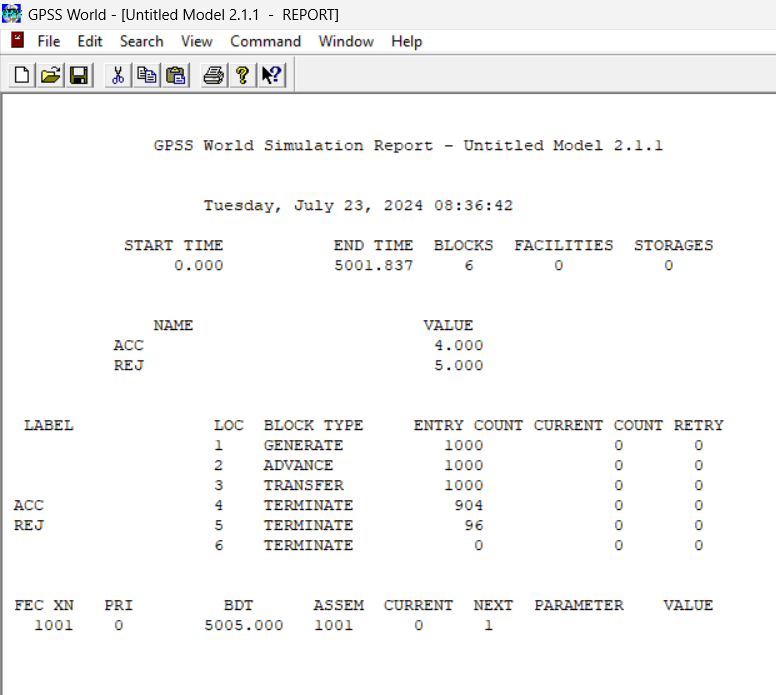 GPSS World - [Untitled Model 2.1.1 - REPORT]
File Edit Search View Command Window Help
GPSS World Simulation Report - Untitled Model 2.1.1
Tuesday, July 23, 2024 08:36:42
START TIME END TIME BLOCKS FACILITIES STORAGES
0.000 5001.837 6 0 0
NAME VALUE
ACC 4.000
REJ 5.000
LABEL LOC BLOCK TYPE ENTRY COUNT CURRENT COUNT RETRY
1 GENERATE 1000 0 0
2 ADVANCE 1000 0 0
3 TRANSFER 1000 0 0
ACC 4 TERMINATE 904 0 0
REJ 5 TERMINATE 96 0 0
6 TERMINATE 0 0 0
FEC XN PRI BDT ASSEM CURRENT NEXT PARAMETER VALUE
1001 0 5005.000 1001 0 1